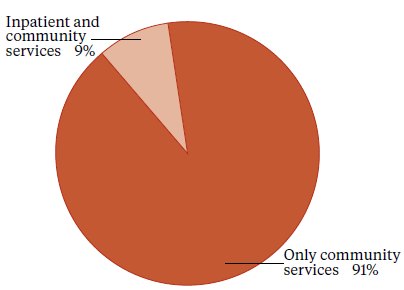 Inpatient and
community
services 9%
Only community
services 91%